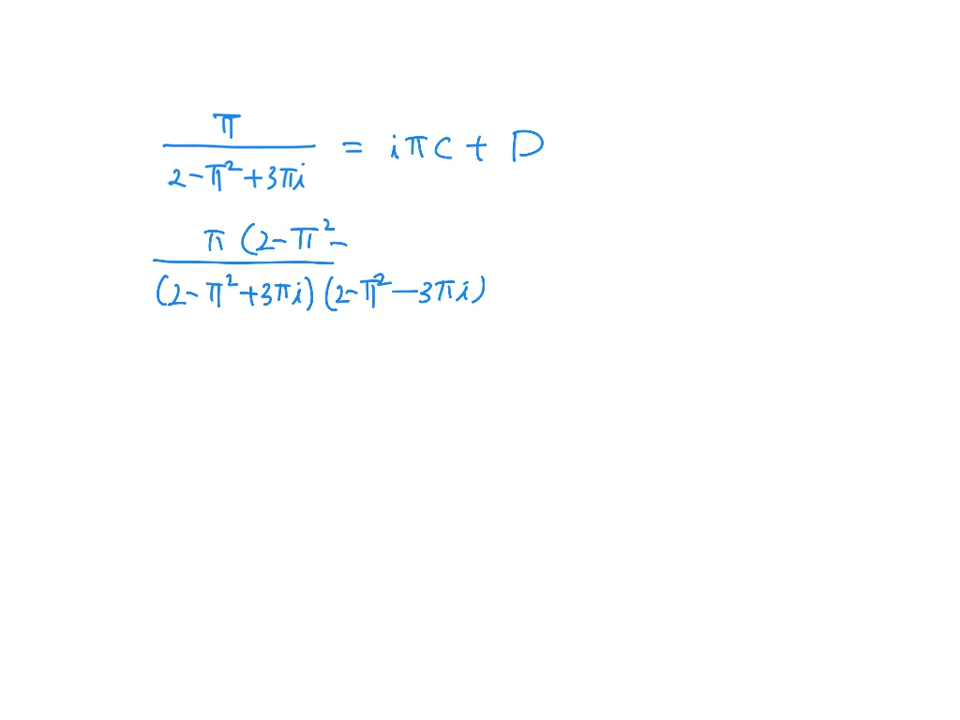 π
――― = iπC + D
2-π²+3πi
π (2-π²-
―――
(2-π²+3πi)(2-π²-3πi)